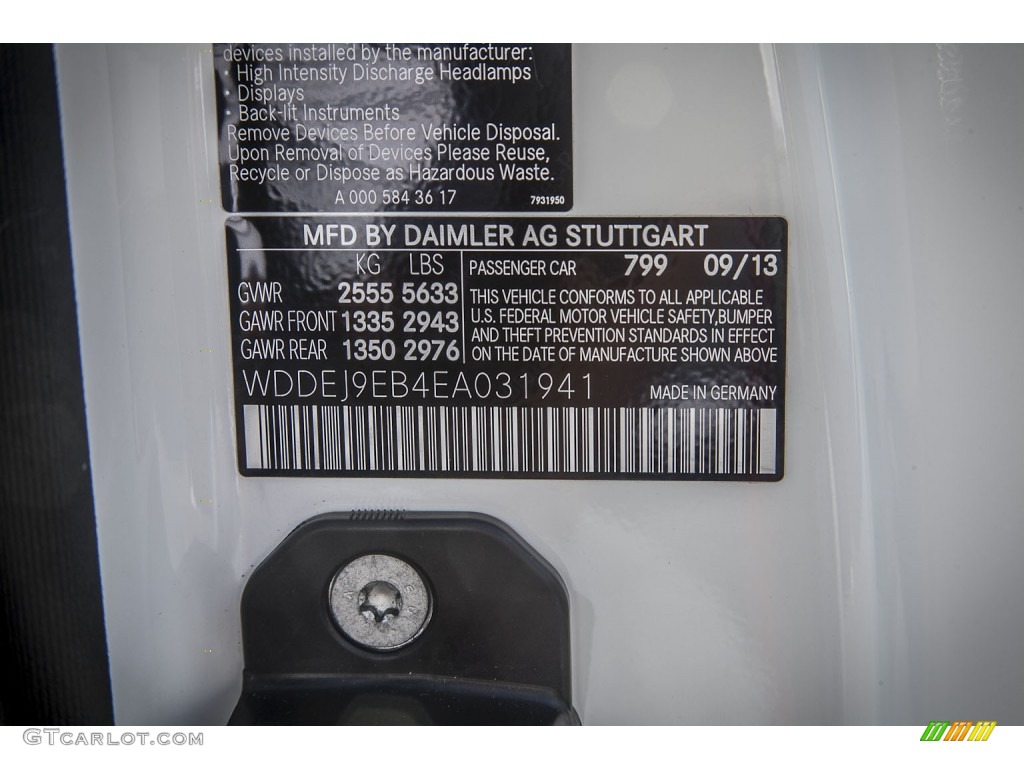 devices installed by the manufacturer:
· High Intensity Discharge Headlamps
· Displays
· Back-lit Instruments
Remove Devices Before Vehicle Disposal.
Upon Removal of Devices Please Reuse,
Recycle or Dispose as Hazardous Waste.
A 000 584 36 17 7931950
MFD BY DAIMLER AG STUTTGART
KG LBS PASSENGER CAR 799 09/13
GVWR 2555 5633
GAWR FRONT 1335 2943
GAWR REAR 1350 2976
THIS VEHICLE CONFORMS TO ALL APPLICABLE
U.S. FEDERAL MOTOR VEHICLE SAFETY,BUMPER
AND THEFT PREVENTION STANDARDS IN EFFECT
ON THE DATE OF MANUFACTURE SHOWN ABOVE
WDDEJ9EB4EA031941 MADE IN GERMANY
GTCARLOT.COM